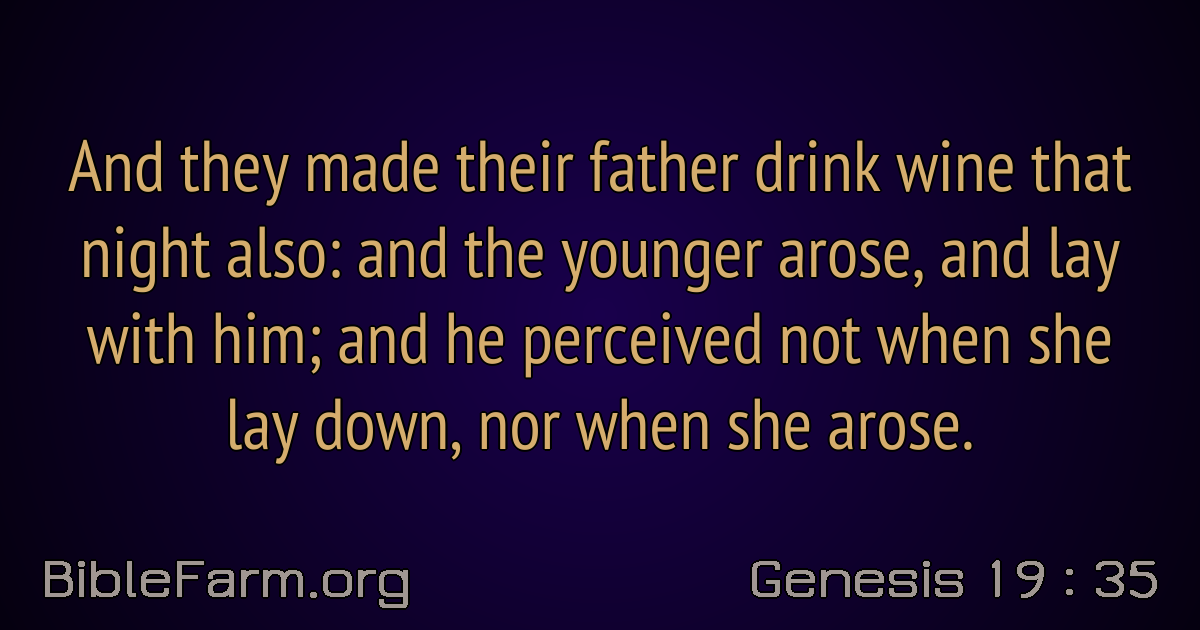 And they made their father drink wine that
night also: and the younger arose, and lay
with him; and he perceived not when she
lay down, nor when she arose.
BibleFarm.org
Genesis 19 : 35